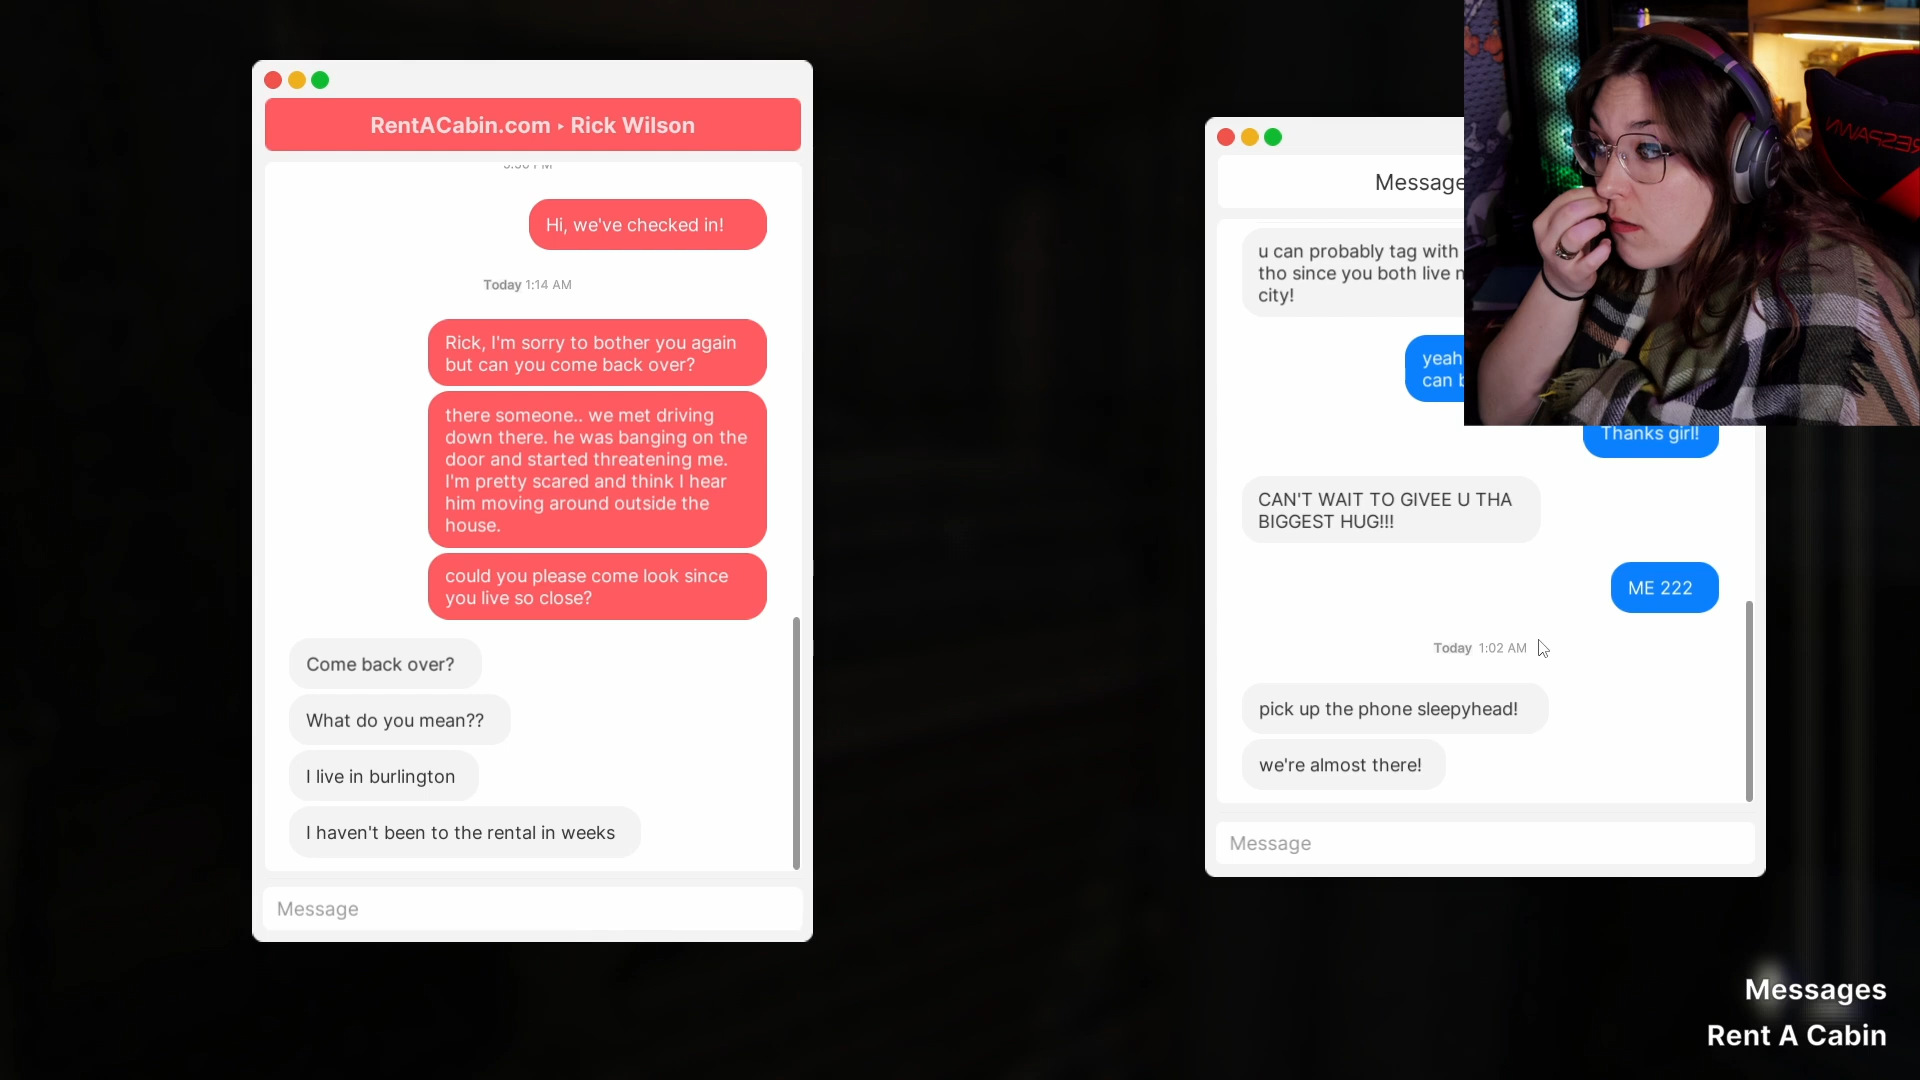 RentACabin.com • Rick Wilson
Hi, we've checked in!
Today 1:14 AM
Rick, I'm sorry to bother you again
but can you come back over?
there someone.. we met driving
down there. he was banging on the
door and started threatening me.
I'm pretty scared and think I hear
him moving around outside the
house.
could you please come look since
you live so close?
Come back over?
What do you mean??
I live in burlington
I haven't been to the rental in weeks
Message
Message
u can probably tag with
tho since you both live
city!
yeah
can
Thanks girl!
CAN'T WAIT TO GIVEE U THA
BIGGEST HUG!!!
ME 222
Today 1:02 AM
pick up the phone sleepyhead!
we're almost there!
Message
Messages
Rent A Cabin